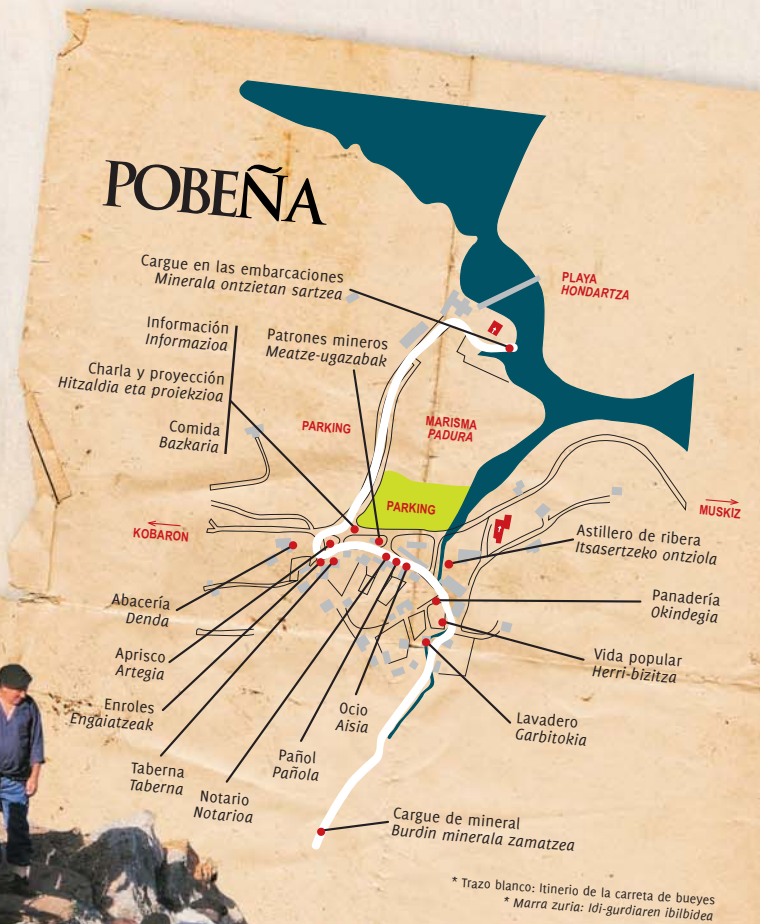 POBEÑA
Cargue en las embarcaciones
Minerala ontzietan sartzea
PLAYA
HONDARTZA
Información
Informazioa
Patrones mineros
Meatze-ugazabak
Charla y proyección
Hitzaldia eta proiekzioa
Comida
Bazkaria
PARKING
MARISMA
PADURA
PARKING
MUSKIZ
KOBARON
Astillero de ribera
Itsasertzeko ontziola
Panadería
Okindegia
Abacería
Denda
Vida popular
Herri-bizitza
Aprisco
Artegia
Enroles
Engaiatzeak
Ocio
Aisia
Lavadero
Garbitokia
Taberna
Taberna
Notario
Notarioa
Pañol
Pañola
Cargue de mineral
Burdin minerala zamatzea
* Trazo blanco: Itinerio de la carreta de bueyes
* Marra zuria: Idi-gurdiaren ibilbidea